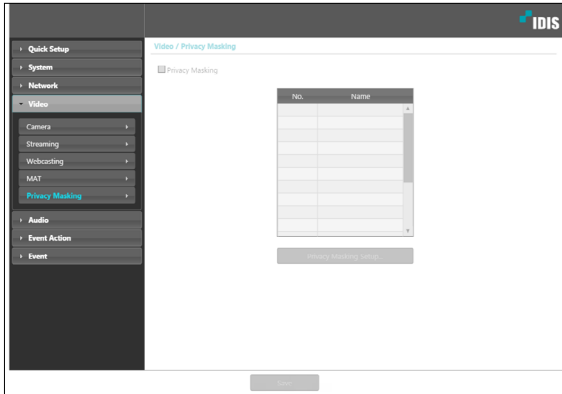 IDIS
Quick Setup
System
Network
Video
Camera
Streaming
Webcasting
MAT
Privacy Masking
Audio
Event Action
Event
Video / Privacy Masking
Privacy Masking
No. Name
Privacy Masking Setup...
Save